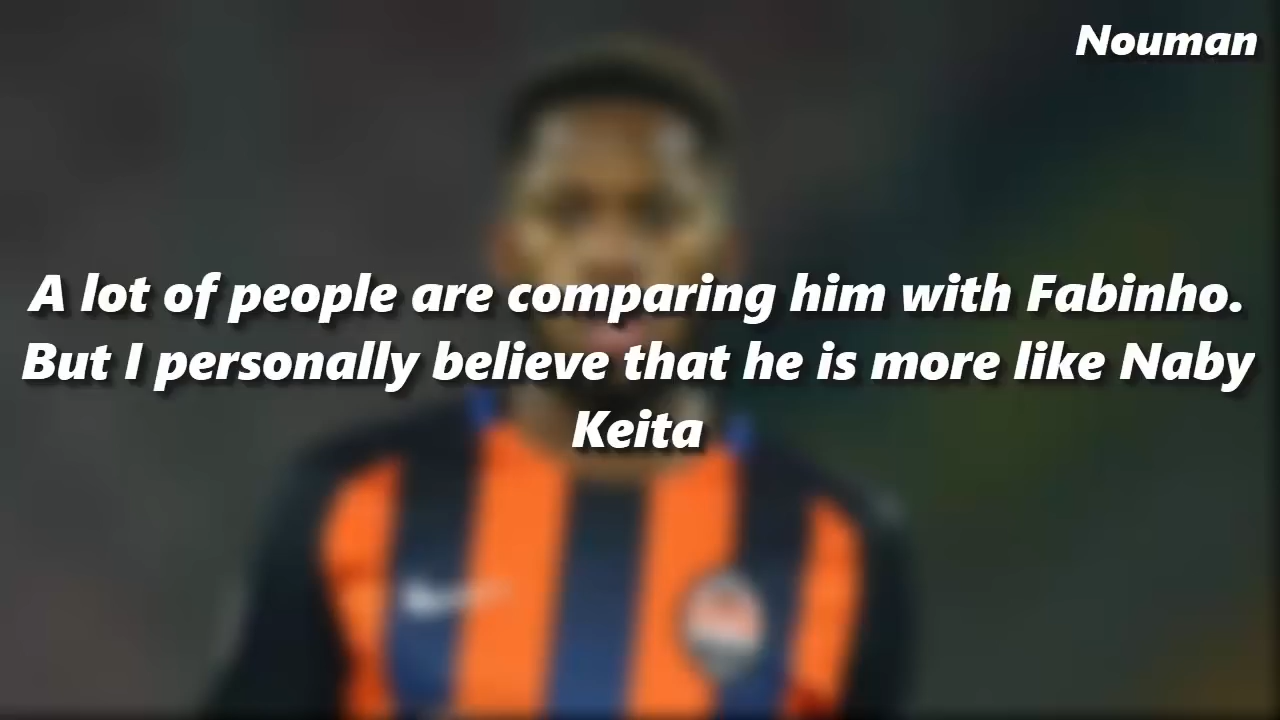 Nouman
A lot of people are comparing him with Fabinho.
But I personally believe that he is more like Naby
Keita